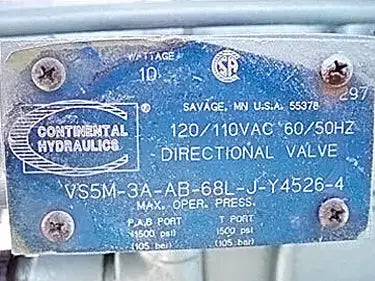 WATTAGE
10
SA
297
SAVAGE, MN U.S.A. 55378
CONTINENTAL
HYDRAULICS
®
120/110VAC 60/50HZ
DIRECTIONAL VALVE
VS5M-3A-AB-68L-J-Y4526-4
MAX. OPER. PRESS.
P,A,B PORT T PORT
(1500 psi) 1500 psi)
(105 bar) (105 bar)